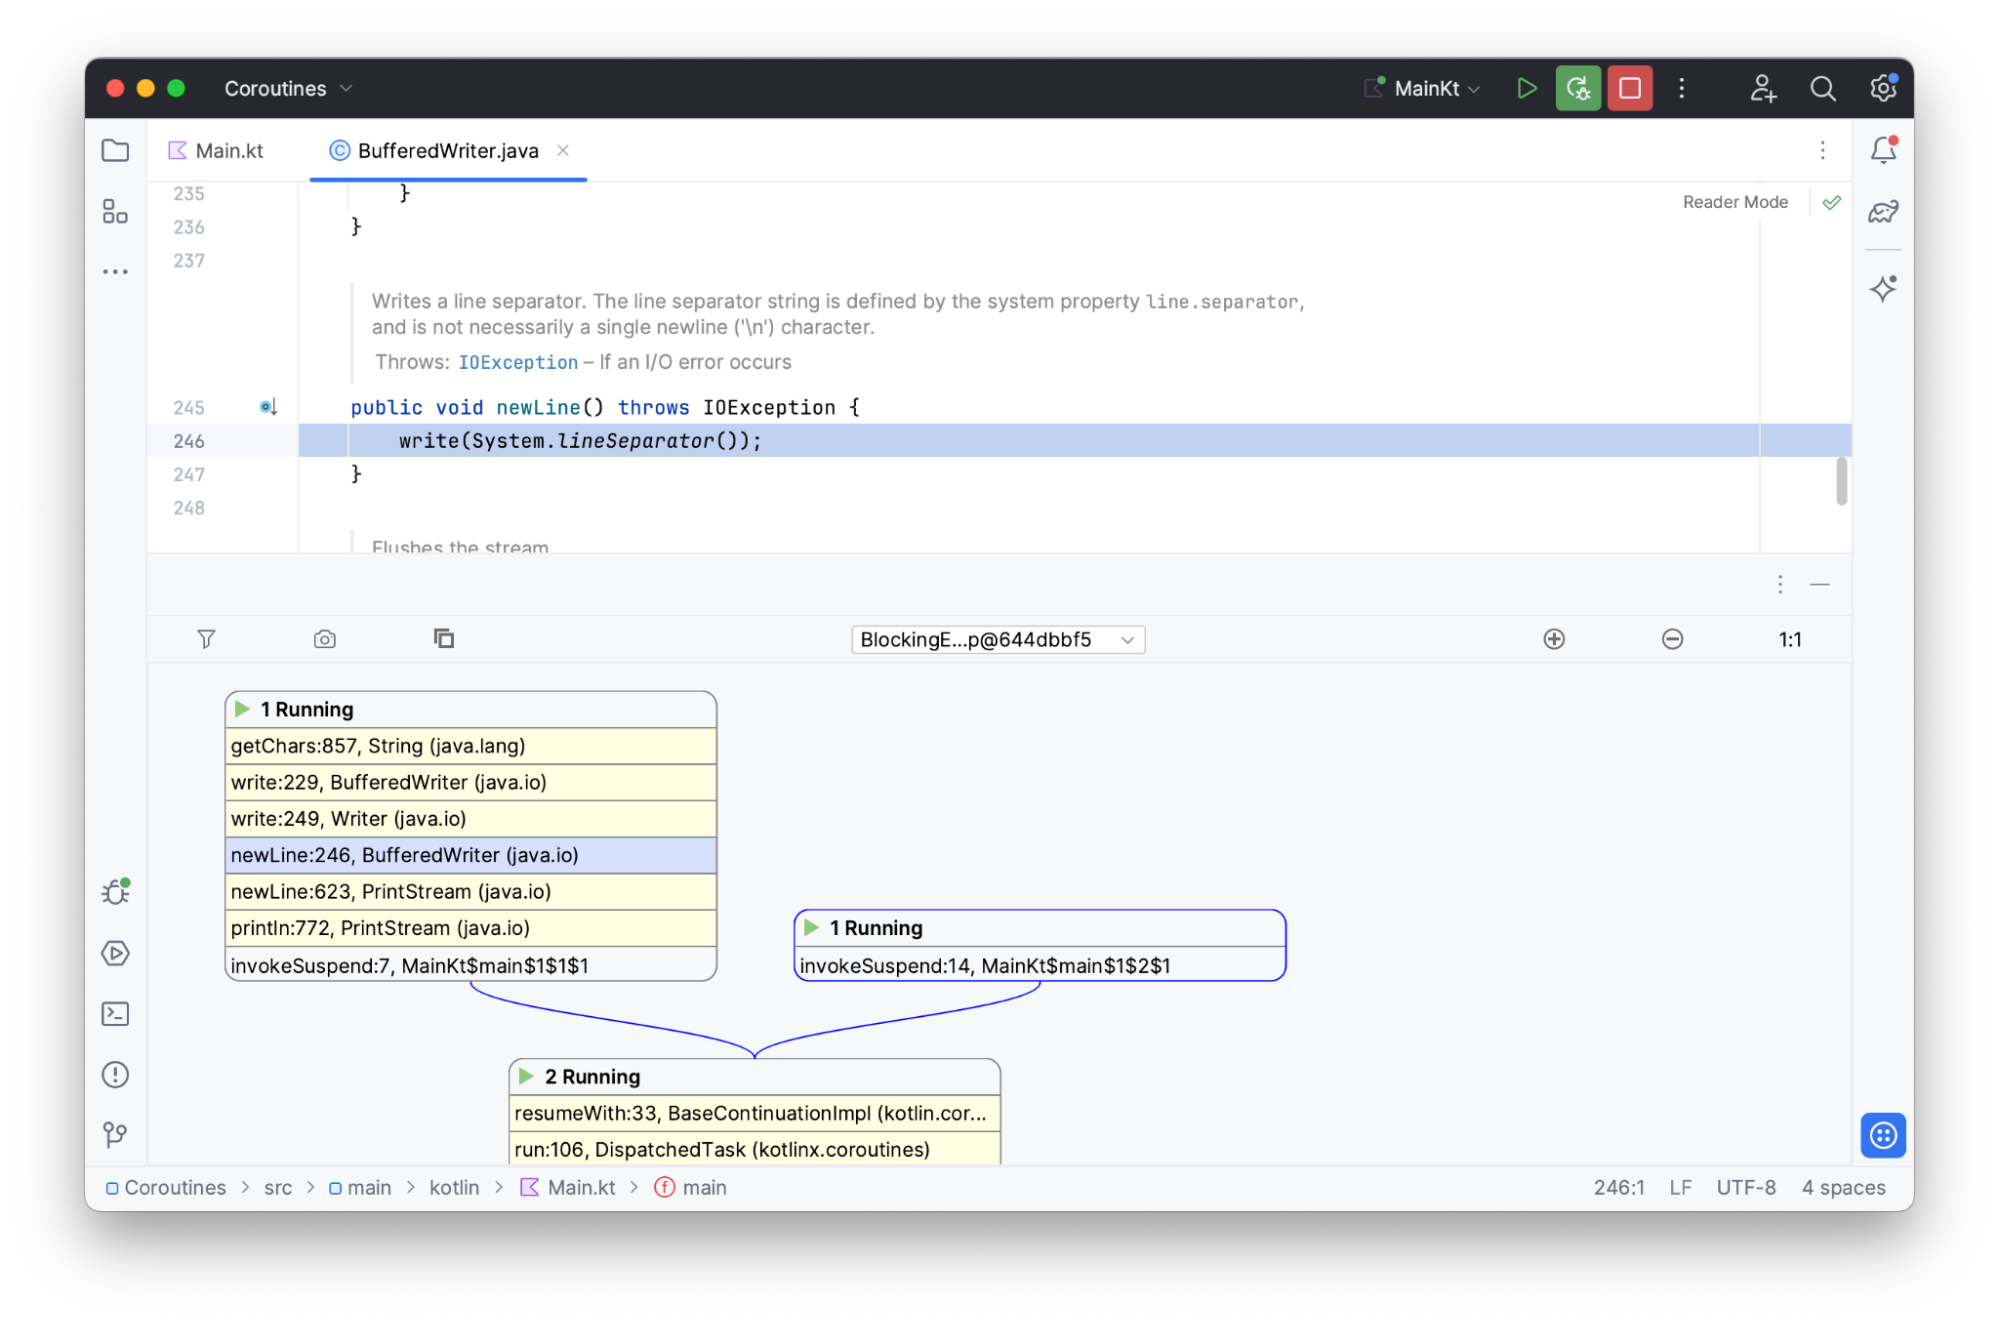 Coroutines
MainKt
Main.kt
BufferedWriter.java
Reader Mode
235 }
236 }
237
Writes a line separator. The line separator string is defined by the system property line.separator,
and is not necessarily a single newline ('\n') character.
Throws: IOException – If an I/O error occurs
245 public void newLine() throws IOException {
246 write(System.lineSeparator());
247 }
248
Flushes the stream
BlockingE...p@644dbbf5
1:1
1 Running
getChars:857, String (java.lang)
write:229, BufferedWriter (java.io)
write:249, Writer (java.io)
newLine:246, BufferedWriter (java.io)
newLine:623, PrintStream (java.io)
println:772, PrintStream (java.io)
invokeSuspend:7, MainKt$main$1$1$1
1 Running
invokeSuspend:14, MainKt$main$1$2$1
2 Running
resumeWith:33, BaseContinuationImpl (kotlin.cor...
run:106, DispatchedTask (kotlinx.coroutines)
Coroutines > src > main > kotlin > Main.kt > main
246:1 LF UTF-8 4 spaces